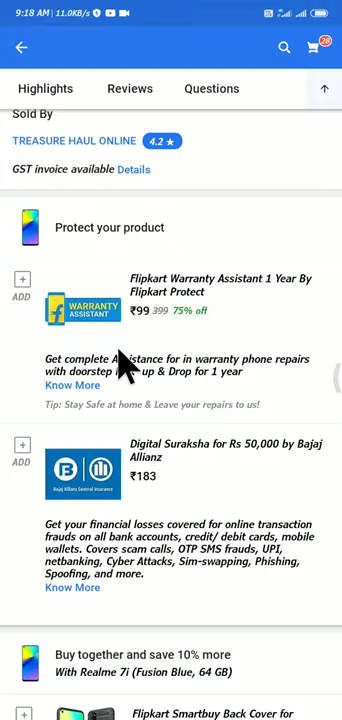 9:18 AM | 11.0KB/s
28
Highlights
Reviews
Questions
Sold By
TREASURE HAUL ONLINE 4.2 ★
GST invoice available Details
Protect your product
Flipkart Warranty Assistant 1 Year By
Flipkart Protect
ADD
WARRANTY
ASSISTANT
₹99 399 75% off
Get complete with
with doorstep up & Drop for 1 year
Know More
Tip: Stay Safe at home & Leave your repairs to us!
Digital Suraksha for Rs 50,000 by Bajaj
Allianz
ADD
Bajaj Allianz General Insurance
₹183
Get your financial losses covered for online transaction
frauds on all bank accounts, credit/ debit cards, mobile
wallets. Covers scam calls, OTP SMS frauds, UPI,
netbanking, Cyber Attacks, Sim-swapping, Phishing,
Spoofing, and more.
Know More
Buy together and save 10% more
With Realme 7i (Fusion Blue, 64 GB)
Flipkart Smartbuy Back Cover for